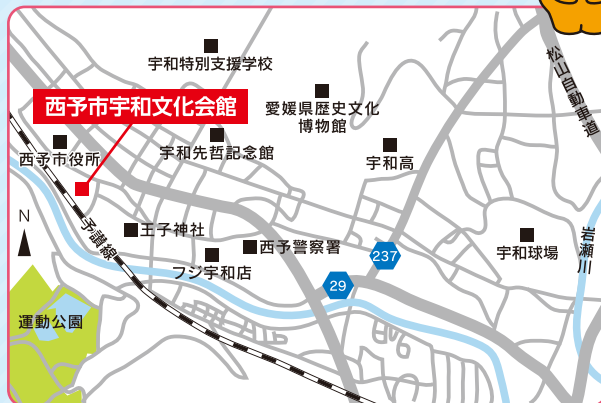 宇和特別支援学校
松山自動車道
西予市宇和文化会館
愛媛県歴史文化
博物館
西予市役所
宇和先哲記念館
宇和高
N
予讃線
王子神社
西予警察署
フジ宇和店
237
宇和球場
岩瀬川
29
運動公園